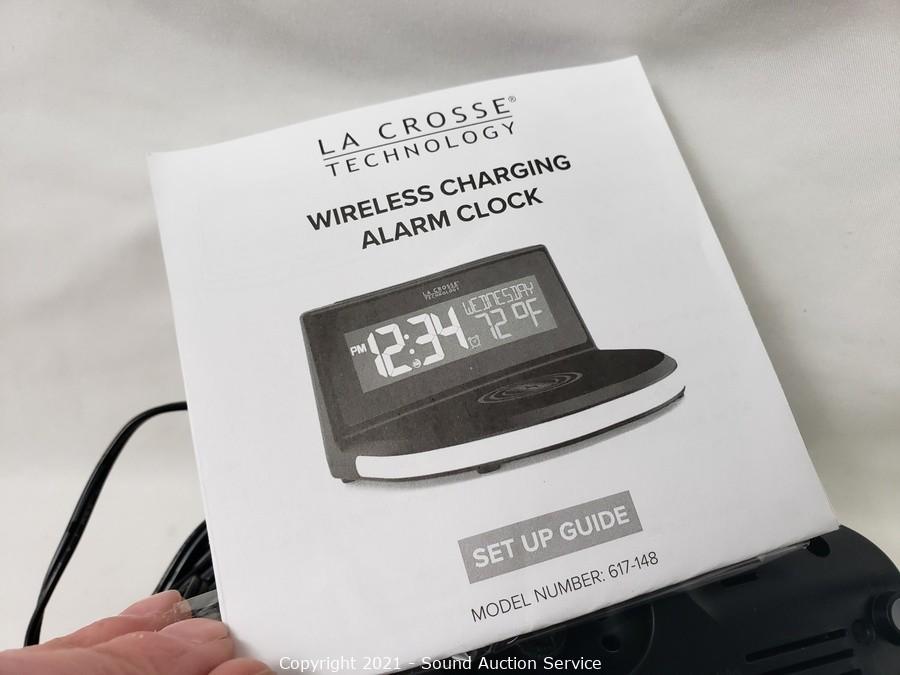 LA CROSSE®
TECHNOLOGY
WIRELESS CHARGING
ALARM CLOCK
LA CROSSE
TECHNOLOGY
WEDNESDAY
PM 12:34 72°F
SET UP GUIDE
MODEL NUMBER: 617-148
Copyright 2021 - Sound Auction Service